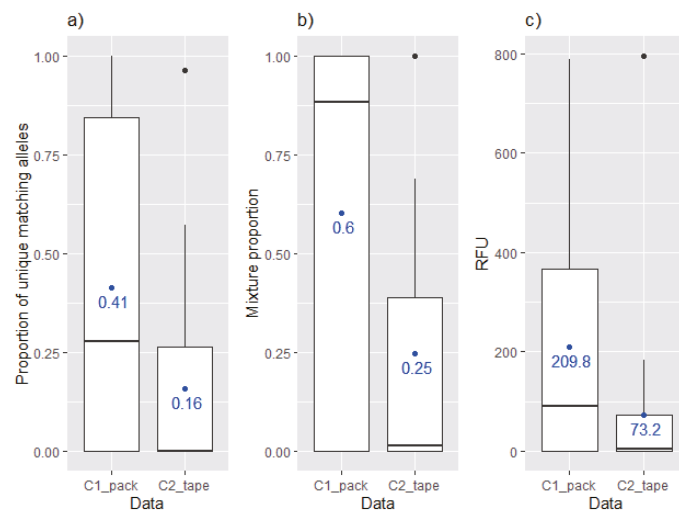 a)
Proportion of unique matching alleles
1.00
0.75
0.50
0.25
0.00
0.41
0.16
C1_pack C2_tape
Data
b)
Mixture proportion
1.00
0.75
0.50
0.25
0.00
0.6
0.25
C1_pack C2_tape
Data
c)
RFU
800
600
400
200
0
209.8
73.2
C1_pack C2_tape
Data